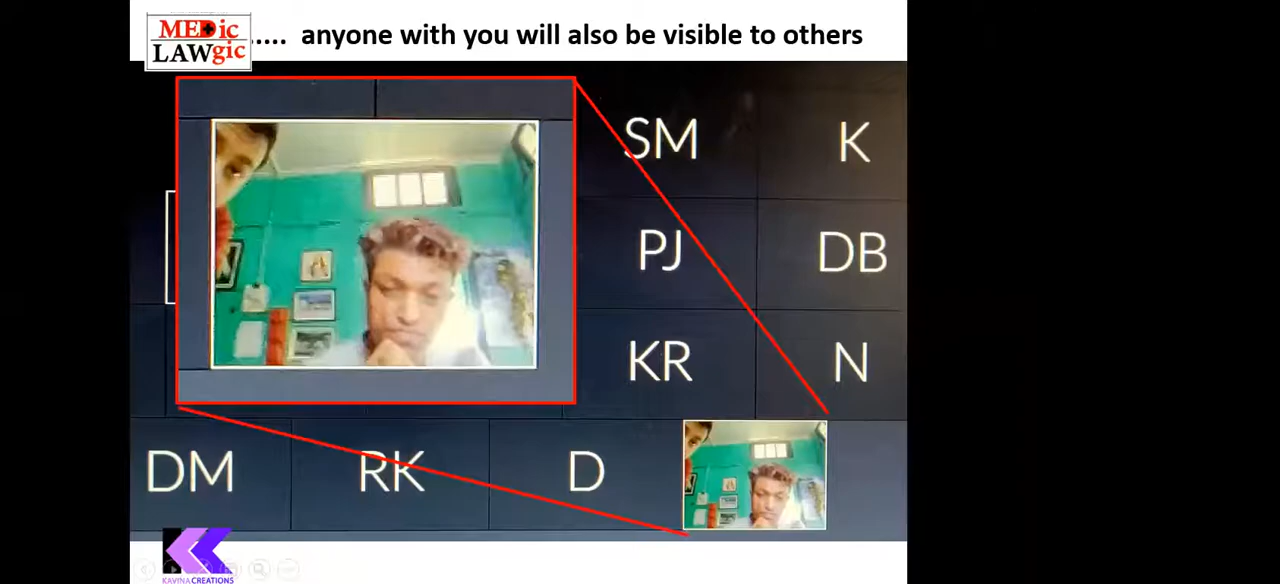 MEDic
LAWgic
..... anyone with you will also be visible to others
SM
K
PJ
DB
KR
N
DM
RK
D
KAVINA CREATIONS